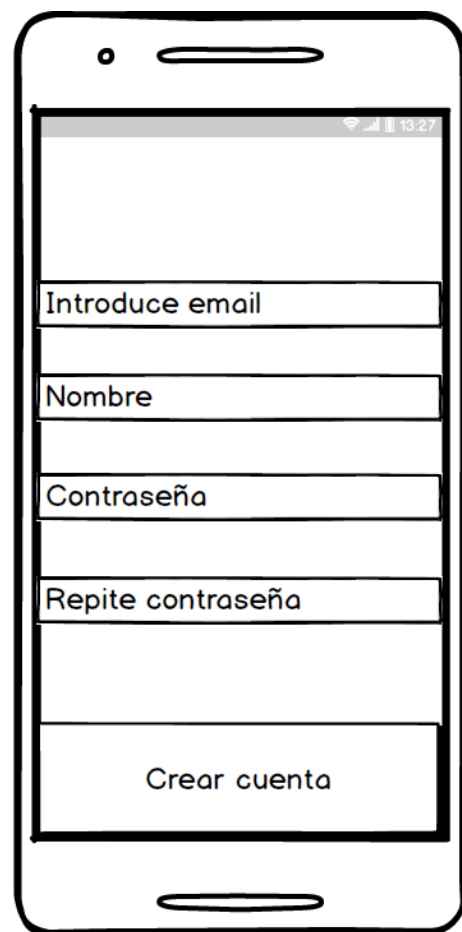 13:27
Introduce email
Nombre
Contraseña
Repite contraseña
Crear cuenta